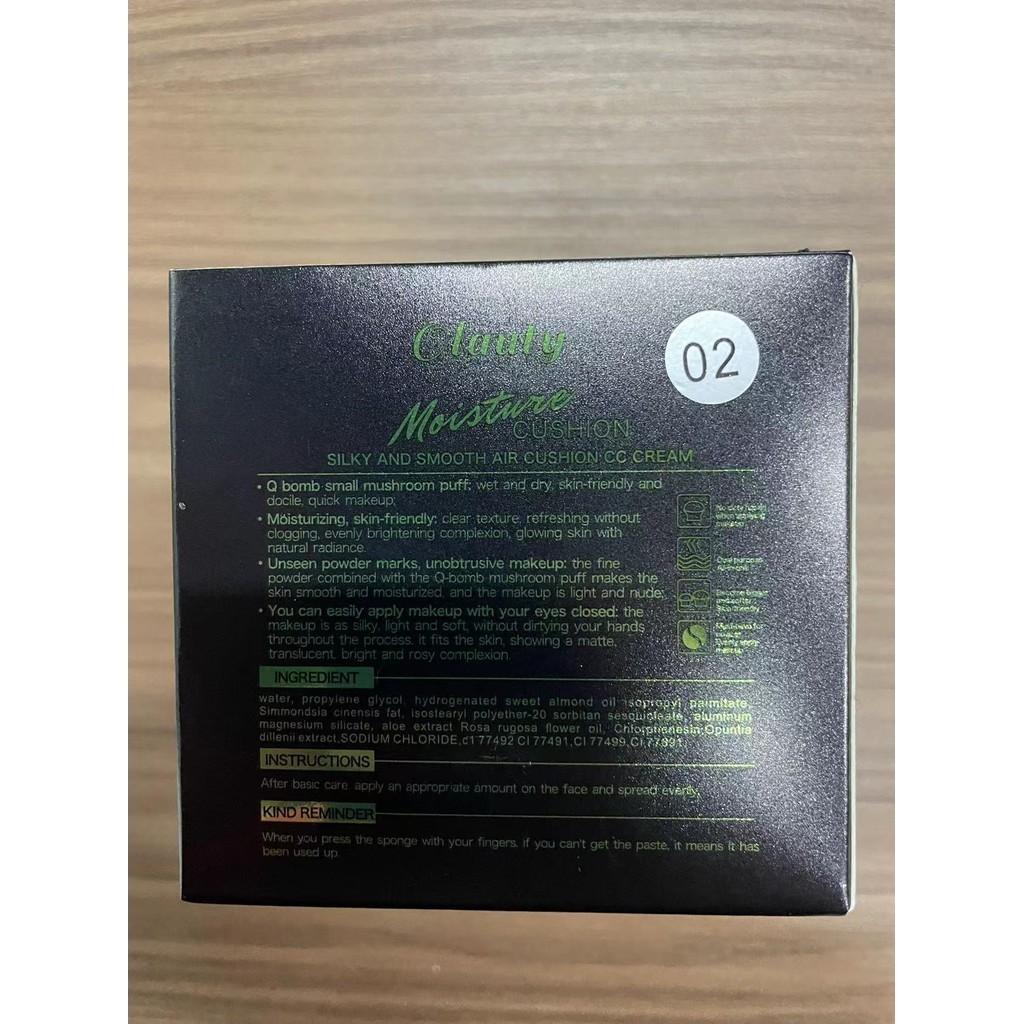 Clauty
02
Moisture
CUSHION
SILKY AND SMOOTH AIR CUSHION CC CREAM
• Q bomb small mushroom puff: wet and dry, skin-friendly and
docile, quick makeup;
• Moisturizing, skin-friendly: clear texture, refreshing without
clogging, evenly brightening complexion, glowing skin with
natural radiance.
• Unseen powder marks, unobtrusive makeup: the fine
powder combined with the Q-bomb mushroom puff makes the
skin smooth and moisturized, and the makeup is light and nude;
• You can easily apply makeup with your eyes closed: the
makeup is as silky, light and soft, without dirtying your hands
throughout the process, it fits the skin, showing a matte,
translucent, bright and rosy complexion.
INGREDIENT
water, propylene glycol, hydrogenated sweet almond oil isopropyl palmitate,
Simmondsia cinensis fat, isostearyl polyether-20 sorbitan sesquioleate, aluminum
magnesium silicate, aloe extract Rosa rugosa flower oil, Chlorphenesin,Opuntia
dillenii extract,SODIUM CHLORIDE,c1 77492 CI 77491,CI 77499,CI 77891
INSTRUCTIONS
After basic care, apply an appropriate amount on the face and spread evenly.
KIND REMINDER
When you press the sponge with your fingers, if you can't get the paste, it means it has
been used up.